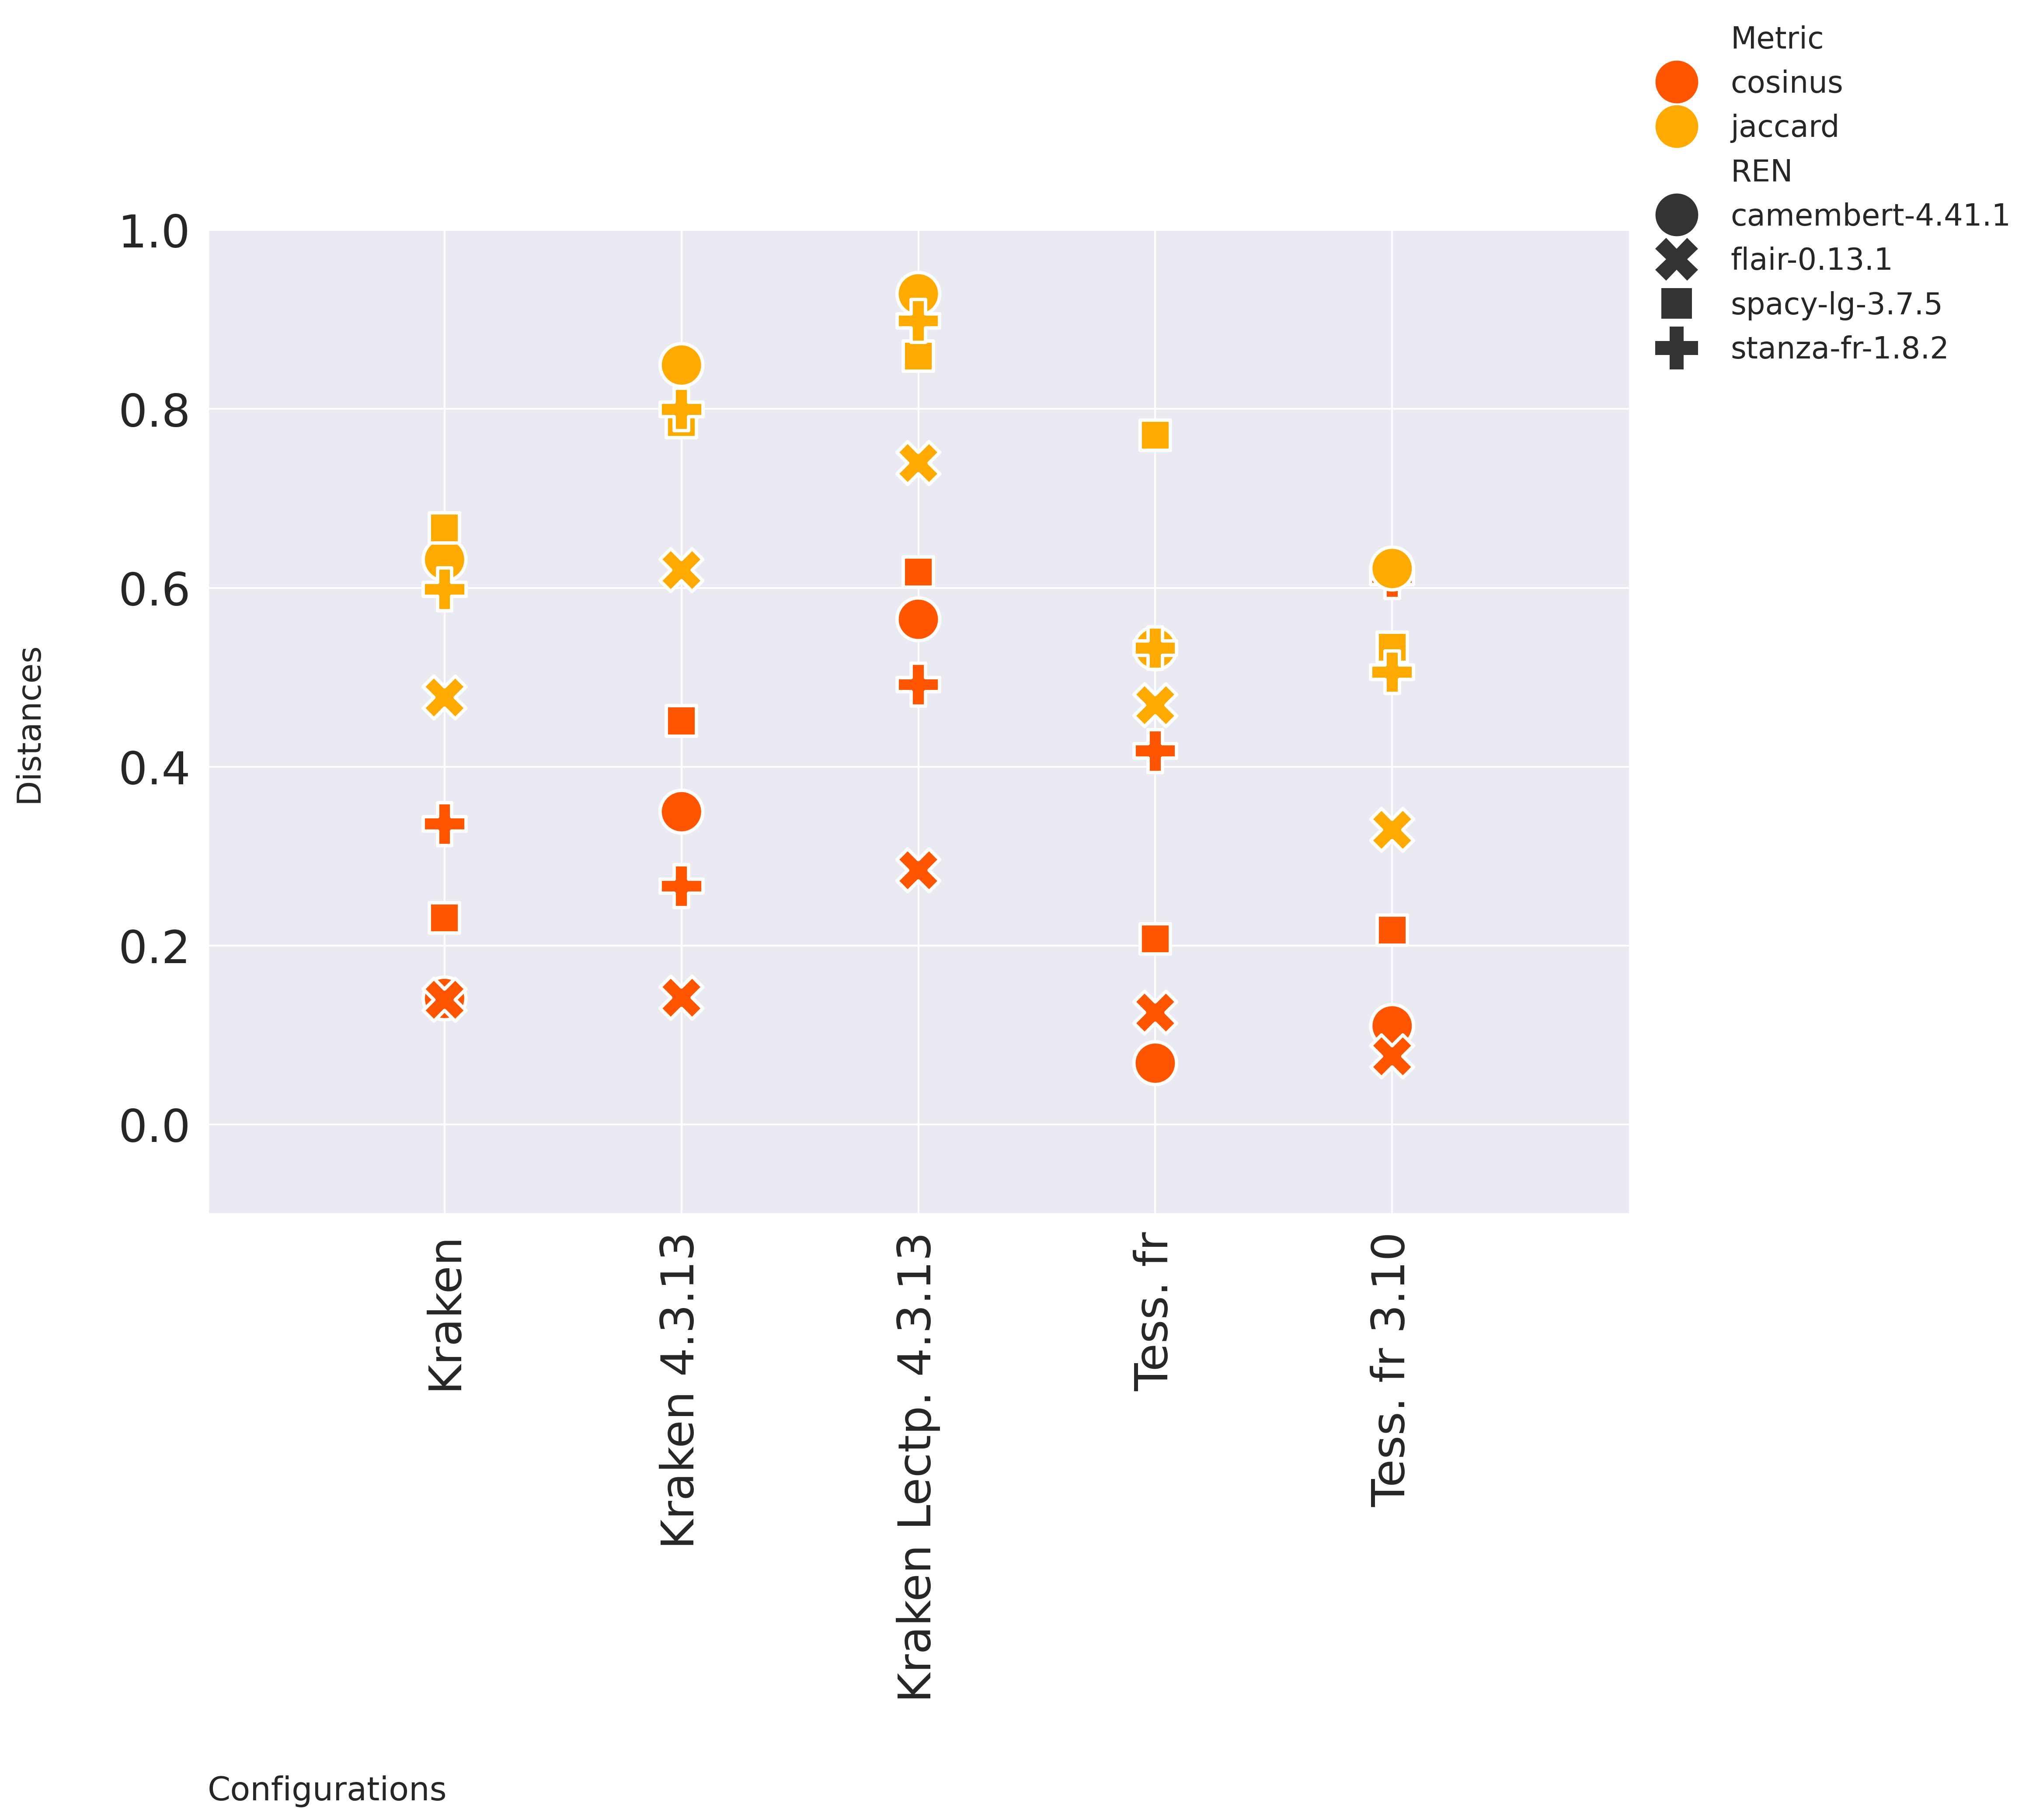 Metric
cosinus
jaccard
REN
camembert-4.41.1
flair-0.13.1
spacy-lg-3.7.5
stanza-fr-1.8.2
1.0
0.8
0.6
0.4
0.2
0.0
Distances
Kraken
Kraken 4.3.13
Kraken Lectp. 4.3.13
Tess. fr
Tess. fr 3.10
Configurations